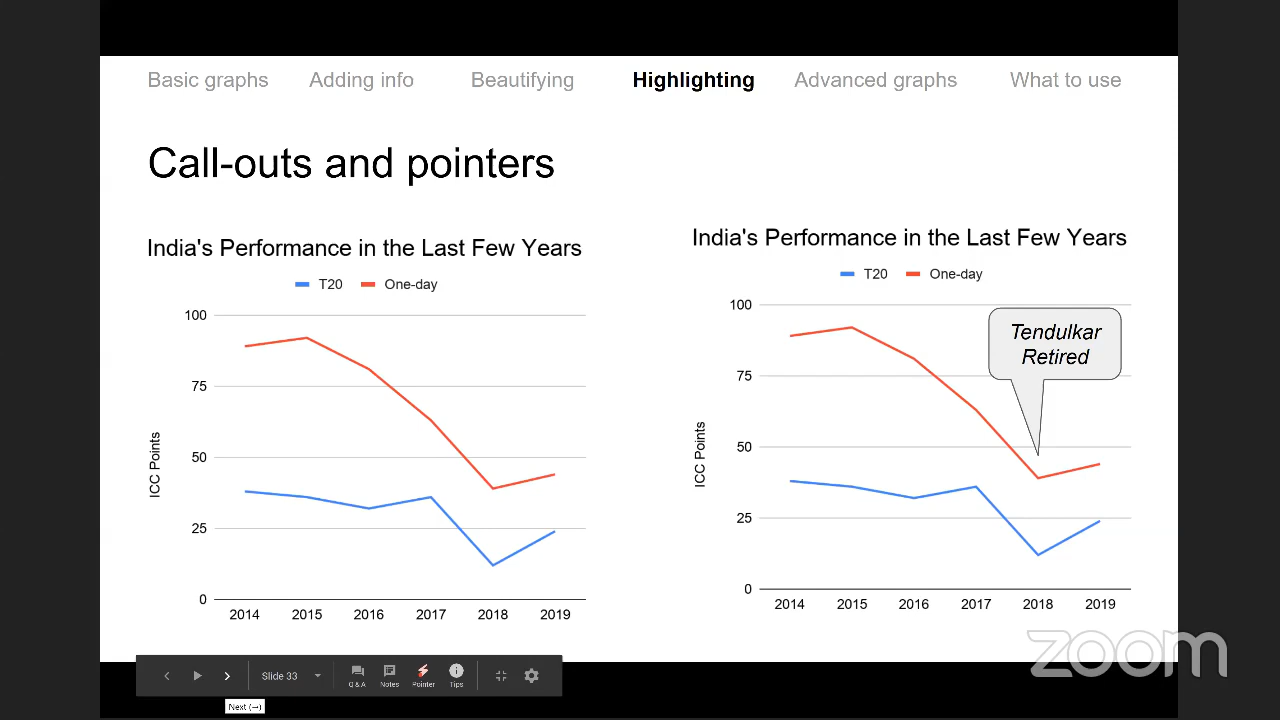 Basic graphs Adding info Beautifying Highlighting Advanced graphs What to use
Call-outs and pointers
India's Performance in the Last Few Years
T20 One-day
100
75
50
25
0
ICC Points
2014 2015 2016 2017 2018 2019
India's Performance in the Last Few Years
T20 One-day
100
75
50
25
0
ICC Points
Tendulkar
Retired
2014 2015 2016 2017 2018 2019
zoom
Slide 33
Q & A Notes Pointer Tips
Next (→)